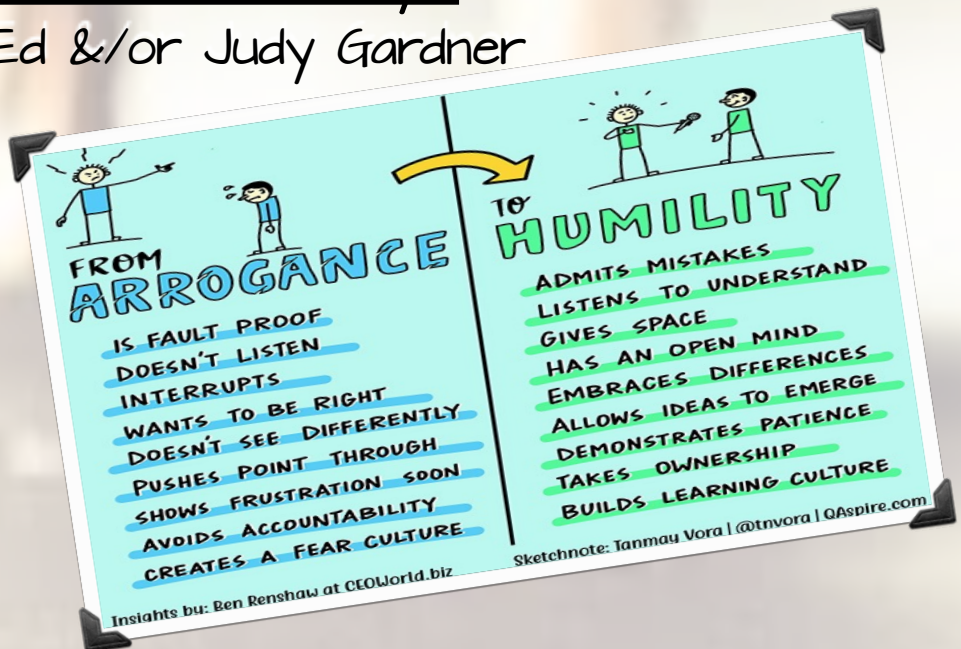 Ed &/or Judy Gardner
FROM
ARROGANCE
IS FAULT PROOF
DOESN'T LISTEN
INTERRUPTS
WANTS TO BE RIGHT
DOESN'T SEE DIFFERENTLY
PUSHES POINT THROUGH
SHOWS FRUSTRATION SOON
AVOIDS ACCOUNTABILITY
CREATES A FEAR CULTURE
Insights by: Ben Renshaw at CEOWorld.biz
TO
HUMILITY
ADMITS MISTAKES
LISTENS TO UNDERSTAND
GIVES SPACE
HAS AN OPEN MIND
EMBRACES DIFFERENCES
ALLOWS IDEAS TO EMERGE
DEMONSTRATES PATIENCE
TAKES OWNERSHIP
BUILDS LEARNING CULTURE
Sketchnote: Tanmay Vora | @tnvora | QAspire.com